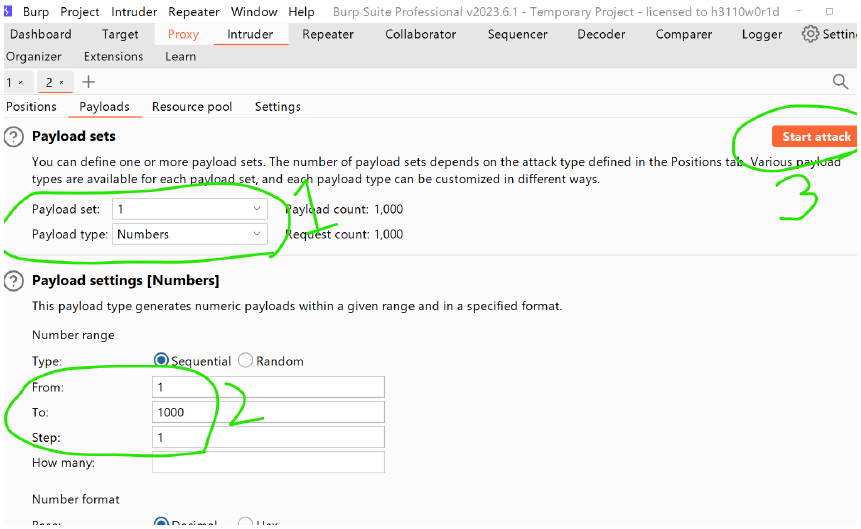 Burp Project Intruder Repeater Window Help Burp Suite Professional v2023.6.1 - Temporary Project - licensed to h3110w0r1d
Dashboard Target Proxy Intruder Repeater Collaborator Sequencer Decoder Comparer Logger Settin
Organizer Extensions Learn
1 × 2 × +
Positions Payloads Resource pool Settings
? Payload sets Start attack
You can define one or more payload sets. The number of payload sets depends on the attack type defined in the Positions tab. Various payload
types are available for each payload set, and each payload type can be customized in different ways.
1
3
Payload set: 1 Payload count: 1,000
Payload type: Numbers Request count: 1,000
? Payload settings [Numbers]
This payload type generates numeric payloads within a given range and in a specified format.
Number range
Type: Sequential Random
From: 1
To: 1000
2
Step: 1
How many:
Number format
Base: Decimal Hex